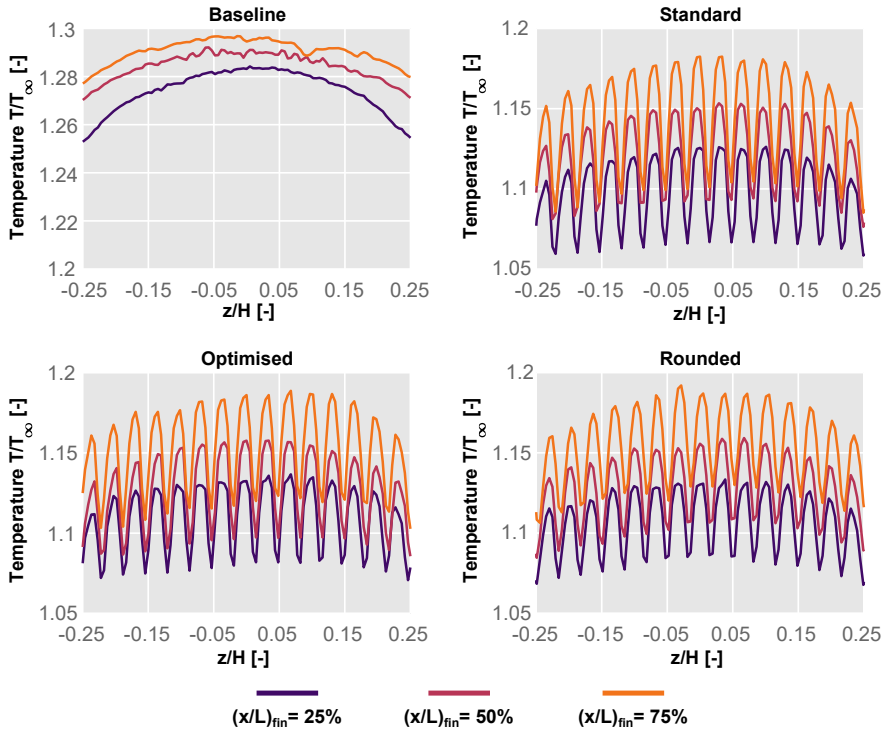 Baseline
Temperature T/T∞ [-]
1.3
1.28
1.26
1.24
1.22
1.2
-0.25 -0.15 -0.05 0.05 0.15 0.25
z/H [-]
Standard
Temperature T/T∞ [-]
1.2
1.15
1.1
1.05
-0.25 -0.15 -0.05 0.05 0.15 0.25
z/H [-]
Optimised
Temperature T/T∞ [-]
1.2
1.15
1.1
1.05
-0.25 -0.15 -0.05 0.05 0.15 0.25
z/H [-]
Rounded
Temperature T/T∞ [-]
1.2
1.15
1.1
1.05
-0.25 -0.15 -0.05 0.05 0.15 0.25
z/H [-]
(x/L)fin= 25% (x/L)fin= 50% (x/L)fin= 75%